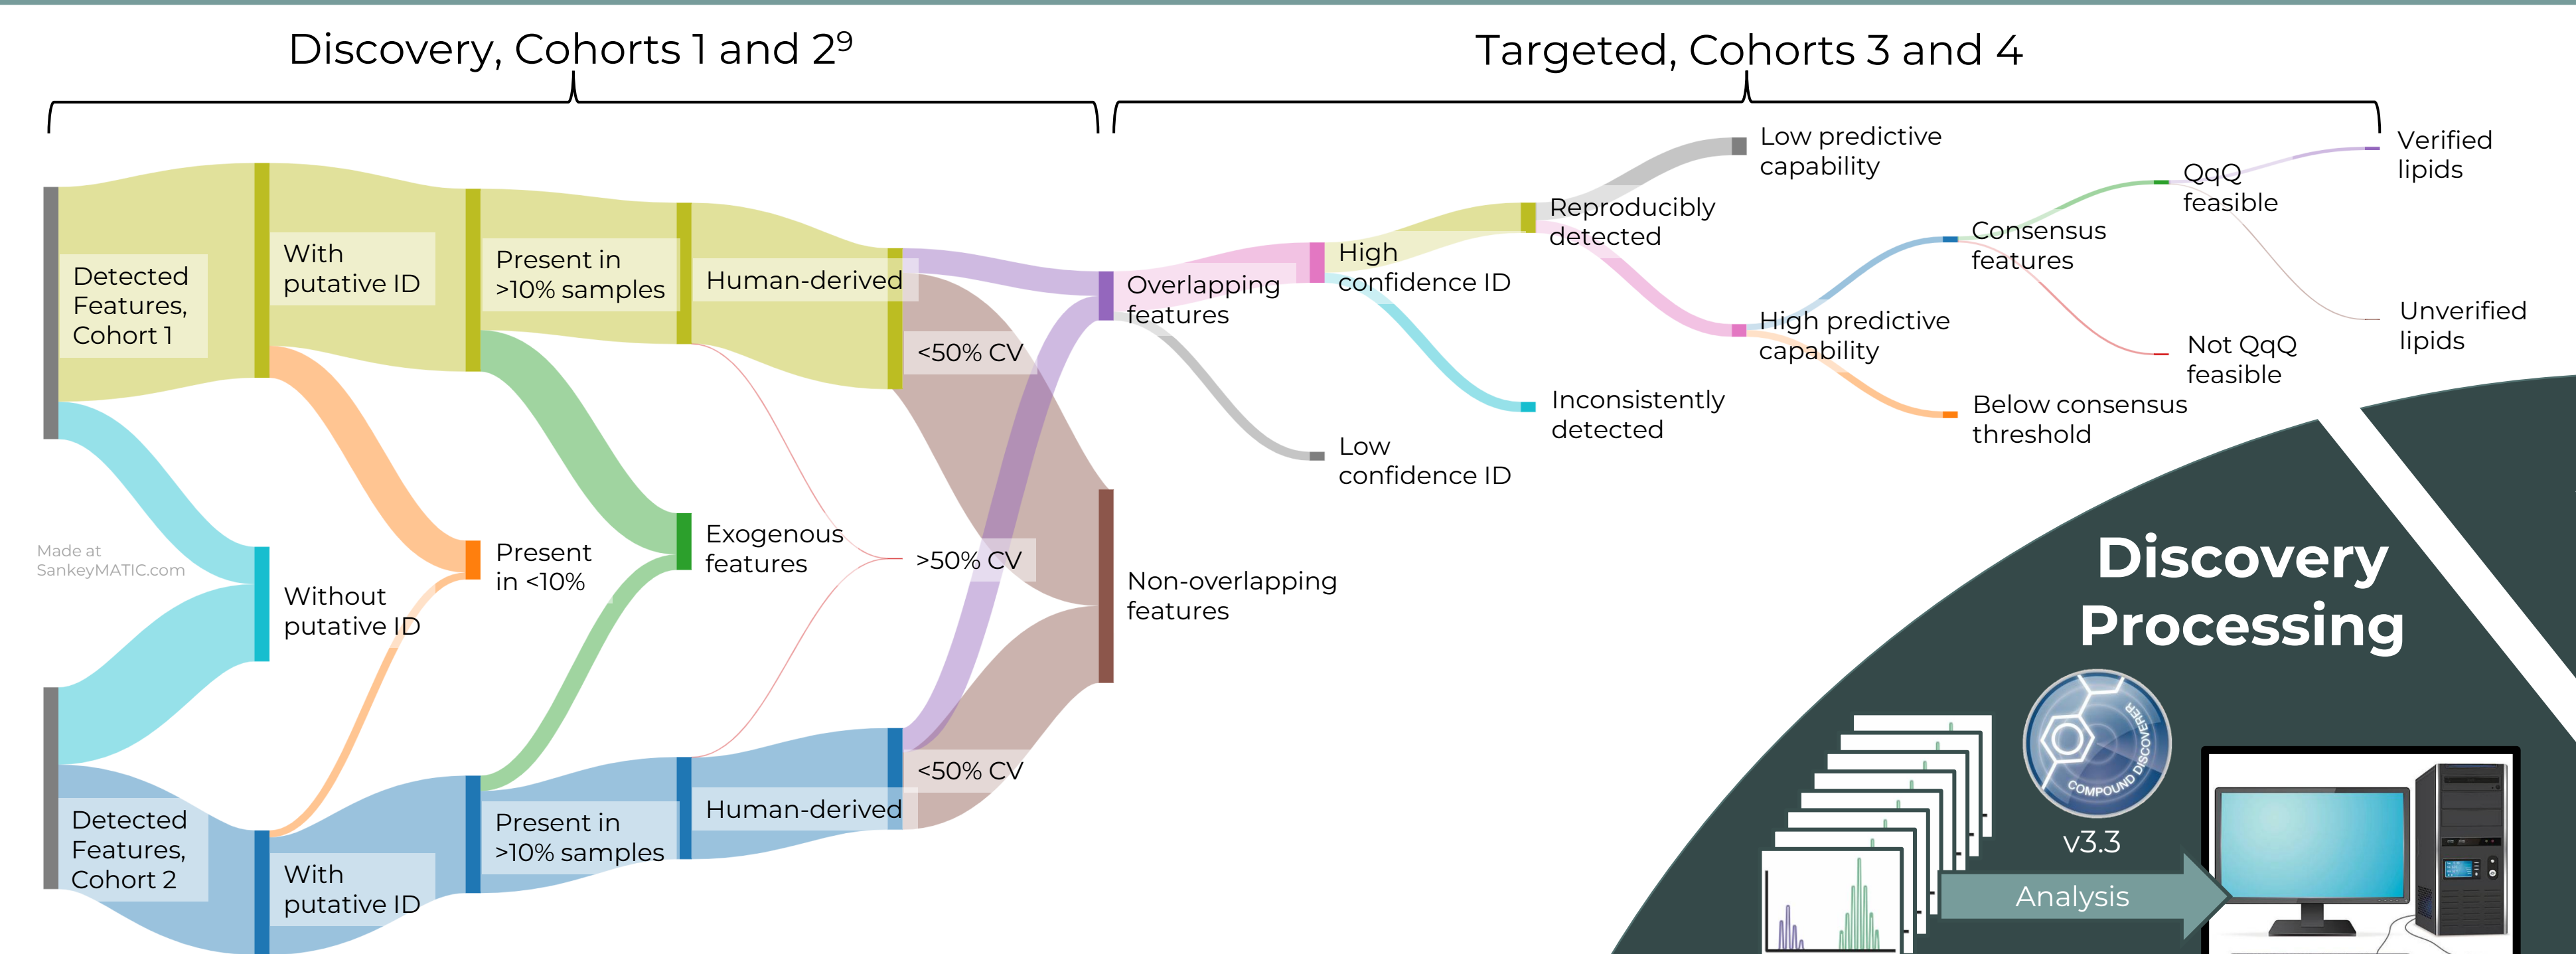 Discovery, Cohorts 1 and 2⁹
Targeted, Cohorts 3 and 4
Detected
Features,
Cohort 1
With
putative ID
Present in
>10% samples
Human-derived
<50% CV
Overlapping
features
High
confidence ID
Reproducibly
detected
Low predictive
capability
High predictive
capability
Consensus
features
QqQ
feasible
Verified
lipids
Unverified
lipids
Not QqQ
feasible
Below consensus
threshold
Inconsistently
detected
Low
confidence ID
Made at
SankeyMATIC.com
Without
putative ID
Present
in <10%
Exogenous
features
>50% CV
Non-overlapping
features
Detected
Features,
Cohort 2
With
putative ID
Present in
>10% samples
Human-derived
<50% CV
Discovery
Processing
COMPOUND DISCOVERER
v3.3
Analysis